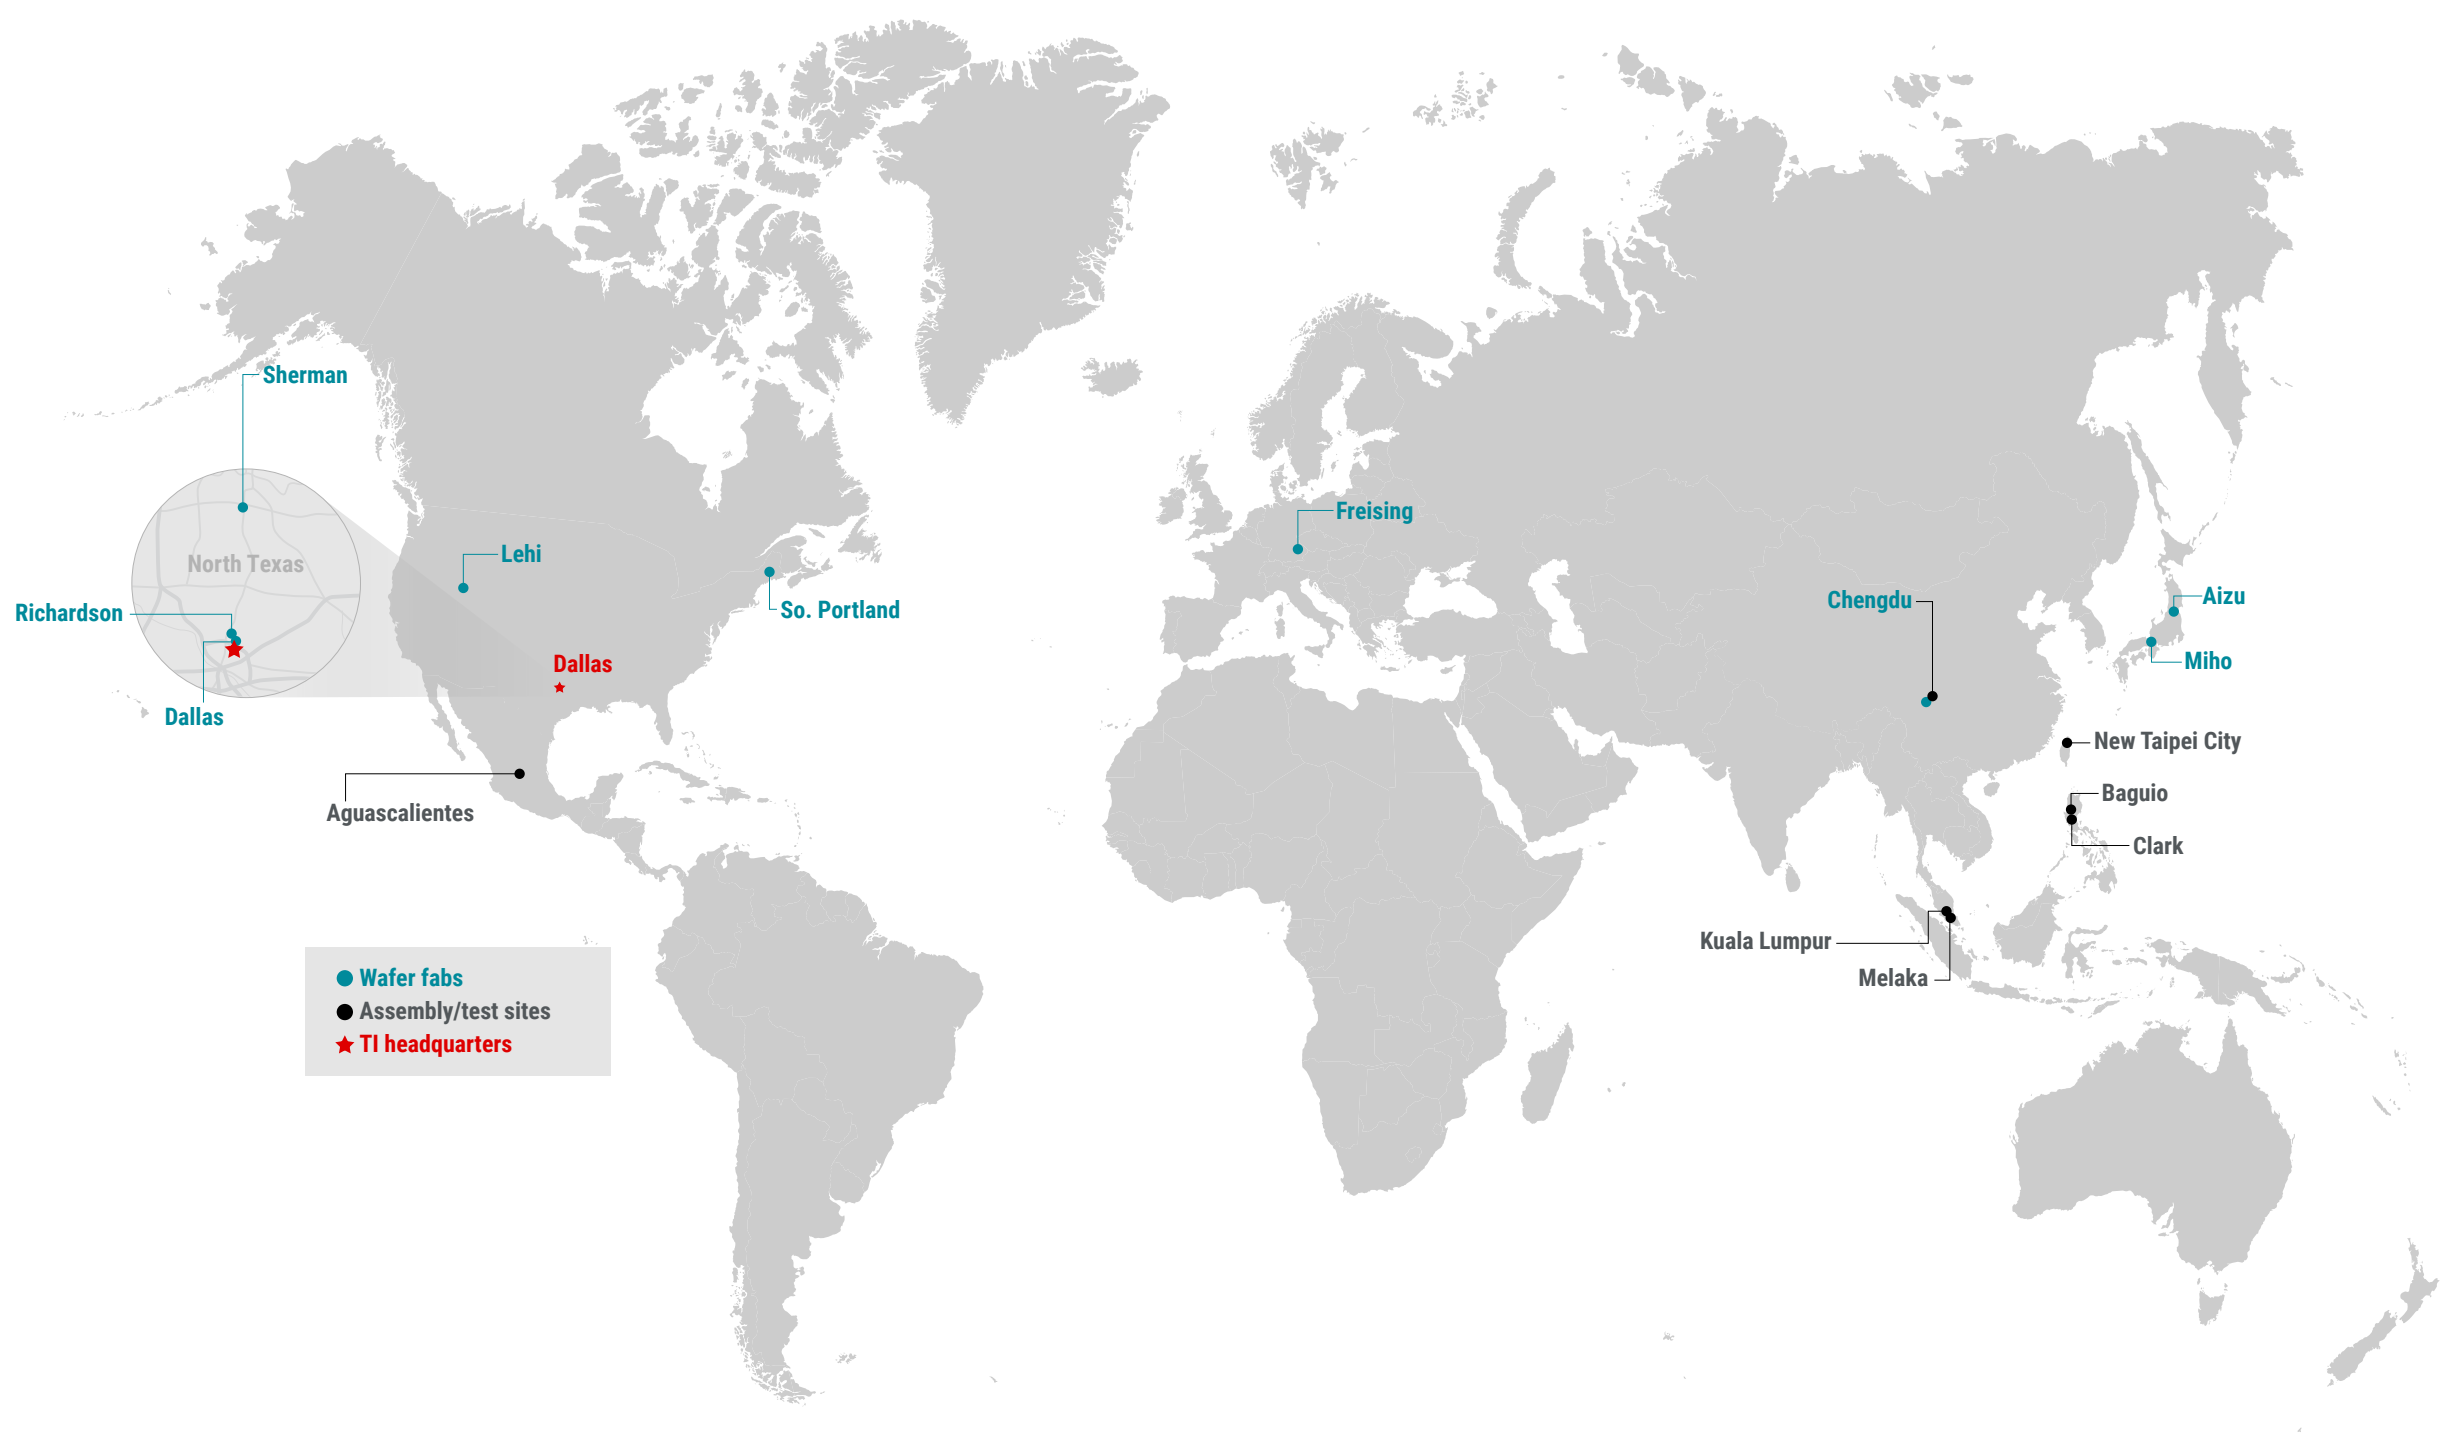 Sherman
North Texas
Richardson
Dallas
Lehi
So. Portland
Dallas
Aguascalientes
Freising
Chengdu
Aizu
Miho
New Taipei City
Baguio
Clark
Kuala Lumpur
Melaka
Wafer fabs
Assembly/test sites
TI headquarters